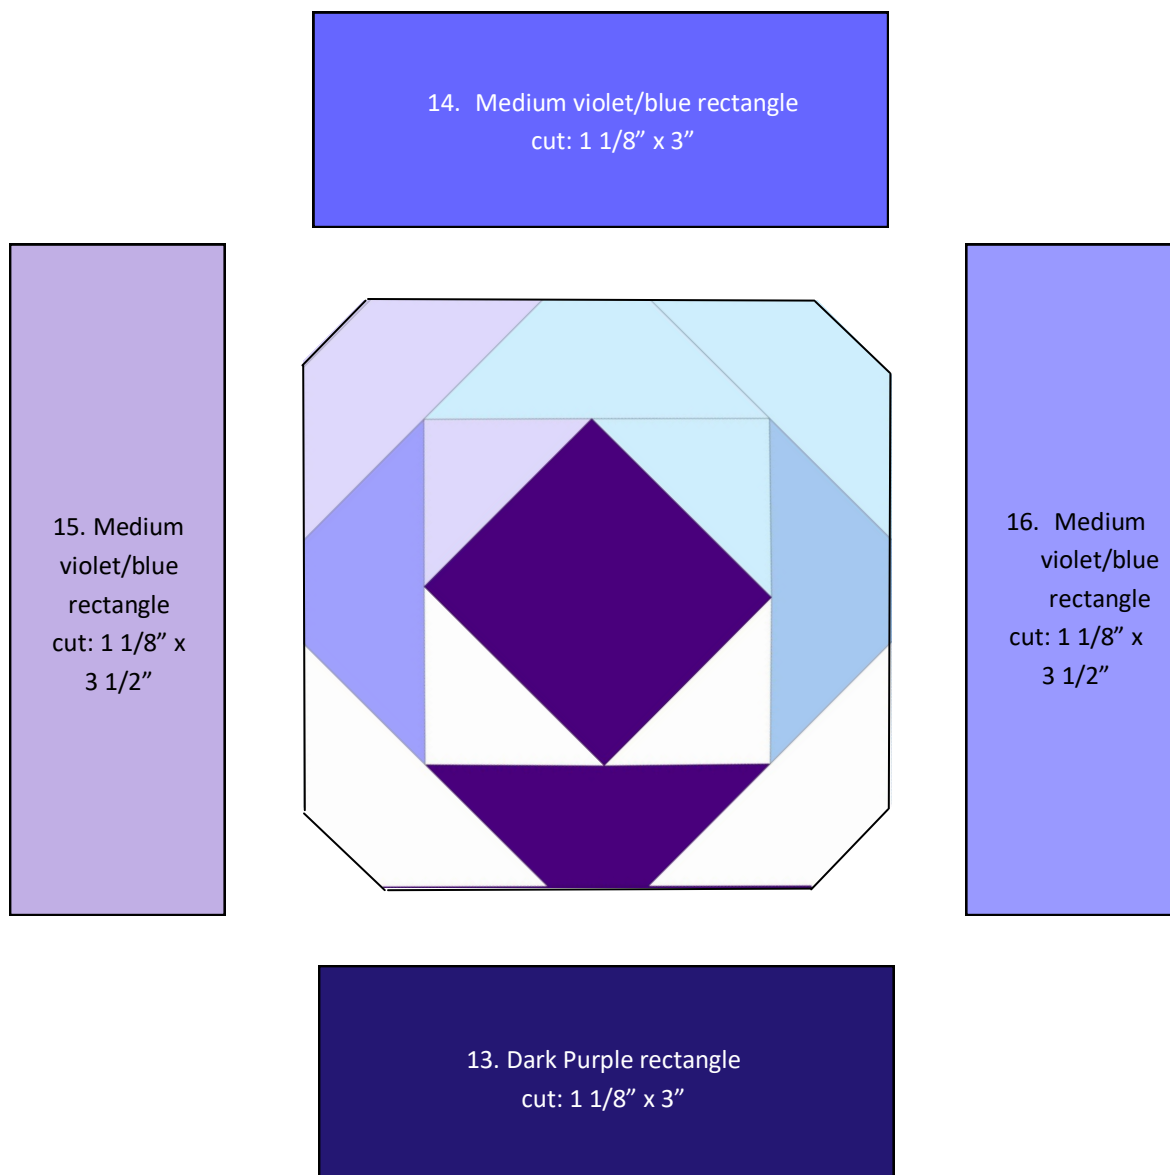 14. Medium violet/blue rectangle
cut: 1 1/8” x 3”
15. Medium
violet/blue
rectangle
cut: 1 1/8” x
3 1/2”
16. Medium
violet/blue
rectangle
cut: 1 1/8” x
3 1/2”
13. Dark Purple rectangle
cut: 1 1/8” x 3”